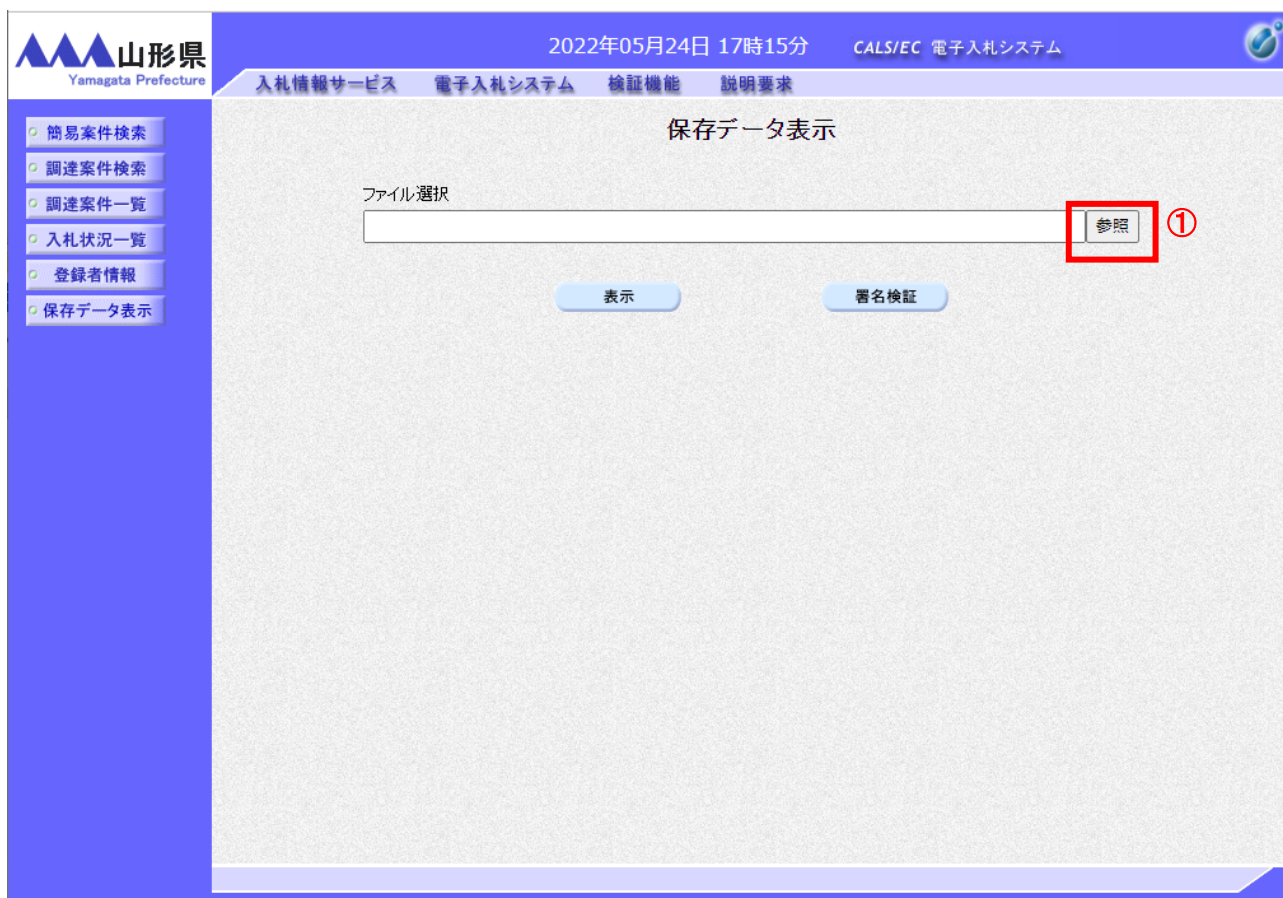 山形県
Yamagata Prefecture
2022年05月24日 17時15分 CALS/EC 電子入札システム
入札情報サービス 電子入札システム 検証機能 説明要求
簡易案件検索
調達案件検索
調達案件一覧
入札状況一覧
登録者情報
保存データ表示
保存データ表示
ファイル選択
参照 ①
表示 署名検証